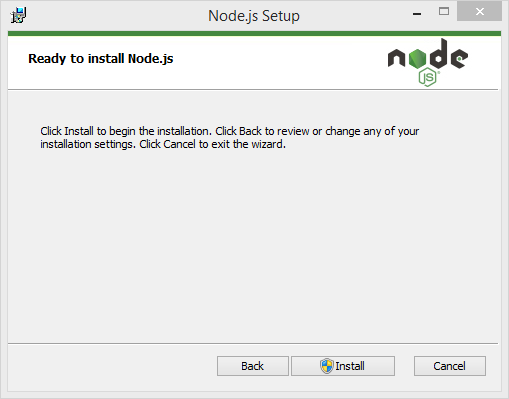 Node.js Setup
Ready to install Node.js
node
JS®
Click Install to begin the installation. Click Back to review or change any of your
installation settings. Click Cancel to exit the wizard.
Back
Install
Cancel